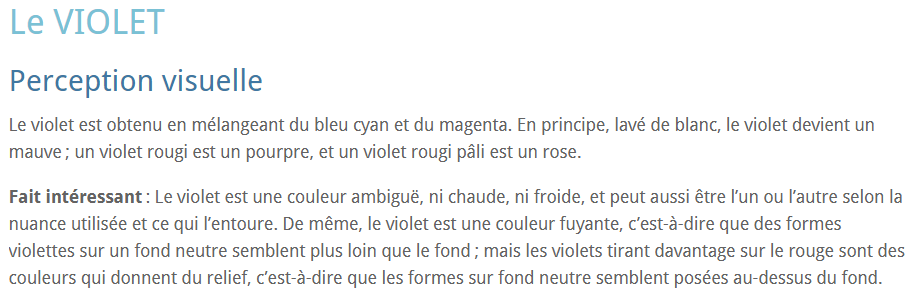 Le VIOLET
Perception visuelle
Le violet est obtenu en mélangeant du bleu cyan et du magenta. En principe, lavé de blanc, le violet devient un
mauve ; un violet rougi est un pourpre, et un violet rougi pâli est un rose.
Fait intéressant : Le violet est une couleur ambiguë, ni chaude, ni froide, et peut aussi être l’un ou l’autre selon la
nuance utilisée et ce qui l’entoure. De même, le violet est une couleur fuyante, c’est-à-dire que des formes
violettes sur un fond neutre semblent plus loin que le fond ; mais les violets tirant davantage sur le rouge sont des
couleurs qui donnent du relief, c’est-à-dire que les formes sur fond neutre semblent posées au-dessus du fond.